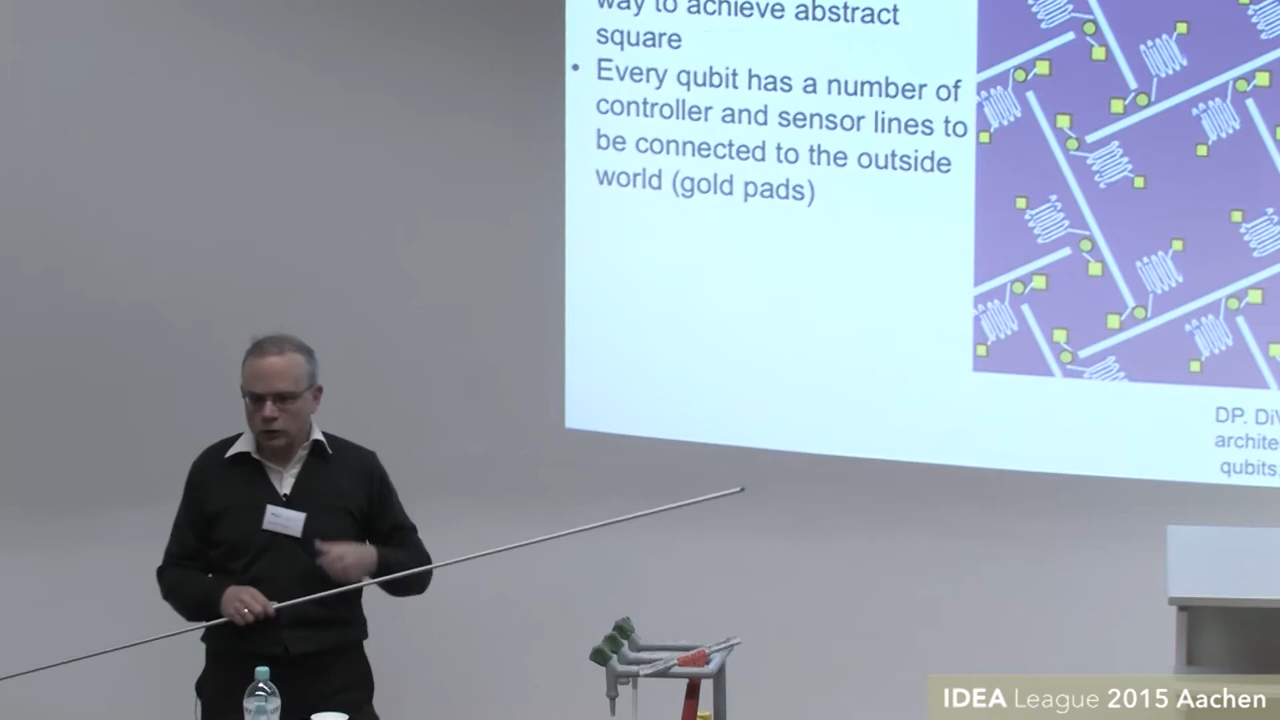 way to achieve abstract
square
• Every qubit has a number of
controller and sensor lines to
be connected to the outside
world (gold pads)
DP. Di
archite
qubits.
IDEA League 2015 Aachen